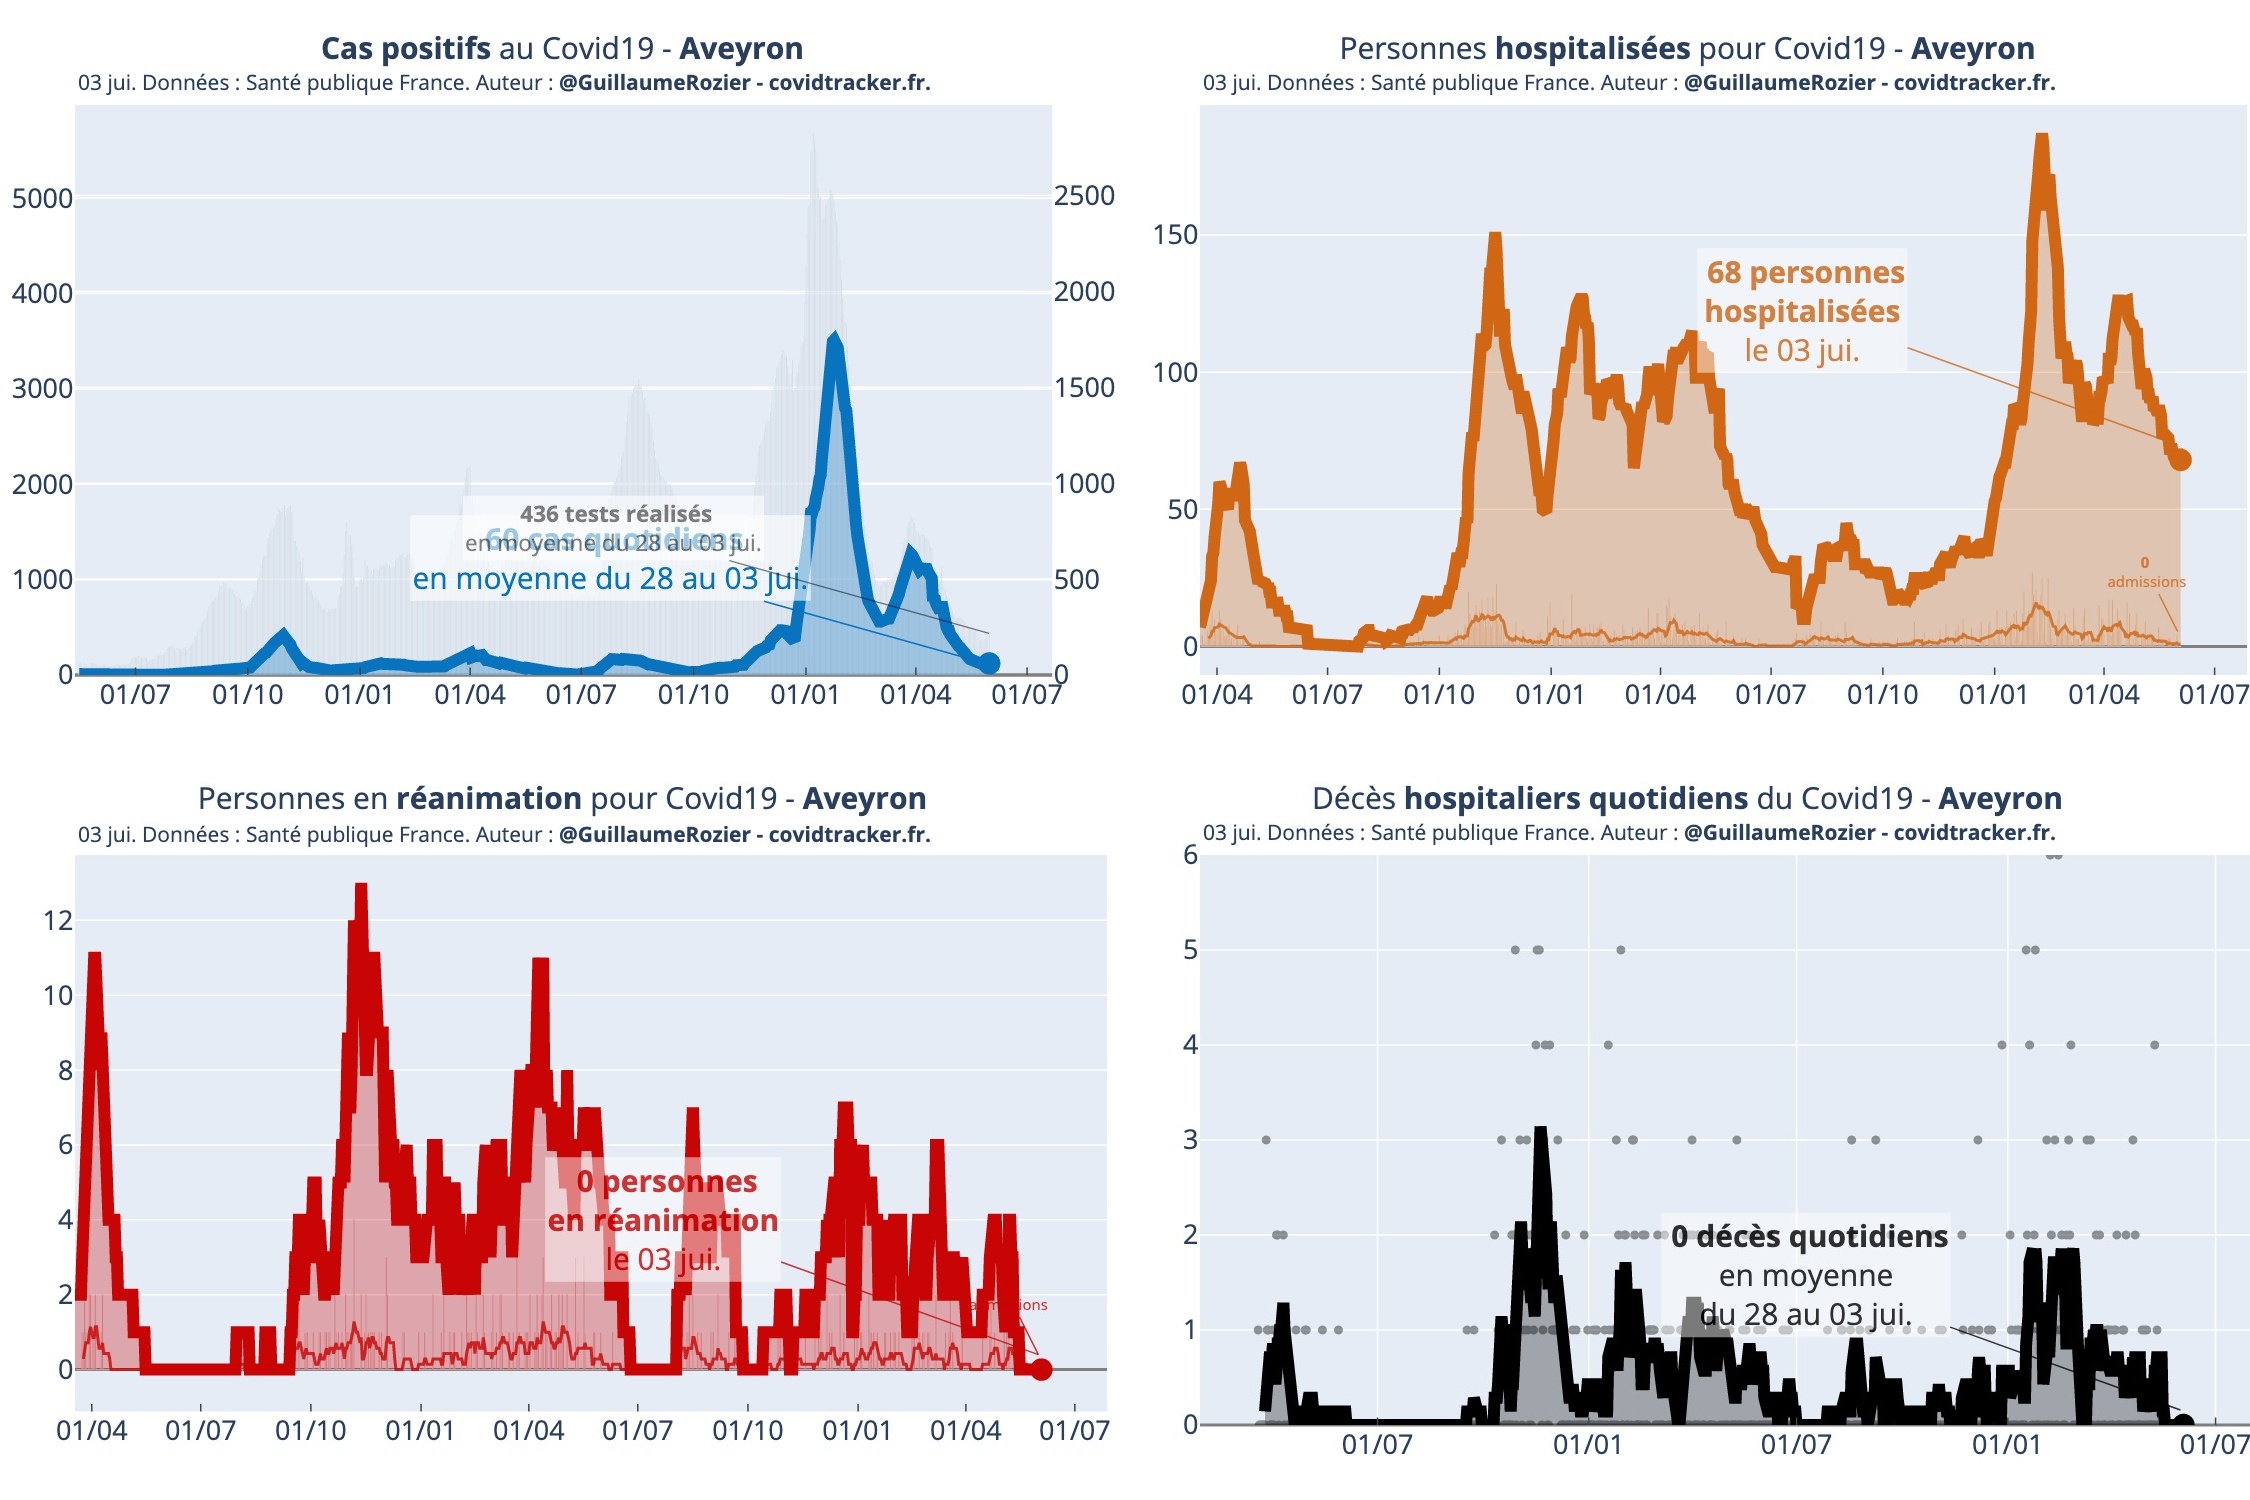 Cas positifs au Covid19 - Aveyron
03 jui. Données : Santé publique France. Auteur : @GuillaumeRozier - covidtracker.fr.
5000
4000
3000
2000
1000
0
2500
2000
1500
1000
500
0
436 tests réalisés
en moyenne du 28 au 03 jui.
60 cas quotidiens
en moyenne du 28 au 03 jui.
01/07 01/10 01/01 01/04 01/07 01/10 01/01 01/04 01/07
Personnes hospitalisées pour Covid19 - Aveyron
03 jui. Données : Santé publique France. Auteur : @GuillaumeRozier - covidtracker.fr.
150
100
50
0
68 personnes
hospitalisées
le 03 jui.
0
admissions
01/04 01/07 01/10 01/01 01/04 01/07 01/10 01/01 01/04 01/07
Personnes en réanimation pour Covid19 - Aveyron
03 jui. Données : Santé publique France. Auteur : @GuillaumeRozier - covidtracker.fr.
12
10
8
6
4
2
0
0 personnes
en réanimation
le 03 jui.
admissions
01/04 01/07 01/10 01/01 01/04 01/07 01/10 01/01 01/04 01/07
Décès hospitaliers quotidiens du Covid19 - Aveyron
03 jui. Données : Santé publique France. Auteur : @GuillaumeRozier - covidtracker.fr.
6
5
4
3
2
1
0
0 décès quotidiens
en moyenne
du 28 au 03 jui.
01/07 01/01 01/07 01/01 01/07